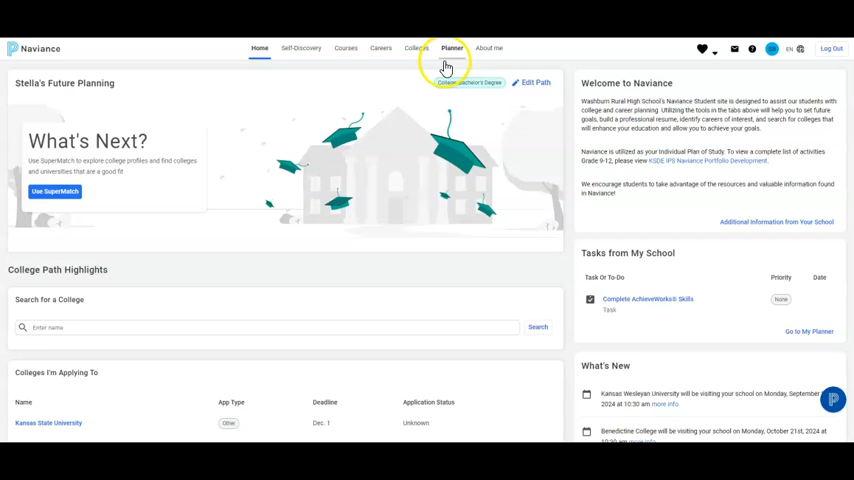 Naviance
Home
Self-Discovery
Courses
Careers
Colleges
Planner
About me
EN
Log Out
Stella's Future Planning
Bachelor's Degree
Edit Path
What's Next?
Use SuperMatch to explore college profiles and find colleges
and universities that are a good fit
Use SuperMatch
College Path Highlights
Search for a College
Enter name
Search
Colleges I'm Applying To
Name
App Type
Deadline
Application Status
Kansas State University
Other
Dec. 1
Unknown
Welcome to Naviance
Washburn Rural High School's Naviance Student site is designed to assist our students with
college and career planning. Utilizing the tools in the tabs above will help you to set future
goals, build a professional resume, identify careers of interest, and search for colleges that
will enhance your education and allow you to achieve your goals.
Naviance is utilized as your Individual Plan of Study. To view a complete list of activities
Grade 9-12, please view KSDE IPS Naviance Portfolio Development.
We encourage students to take advantage of the resources and valuable information found
in Naviance!
Additional Information from Your School
Tasks from My School
Task Or To-Do
Priority
Date
Complete AchieveWorks® Skills
None
Task
Go to My Planner
What's New
Kansas Wesleyan University will be visiting your school on Monday, September
2024 at 10:30 am more info
Benedictine College will be visiting your school on Monday, October 21st, 2024 at
10:30 am more info